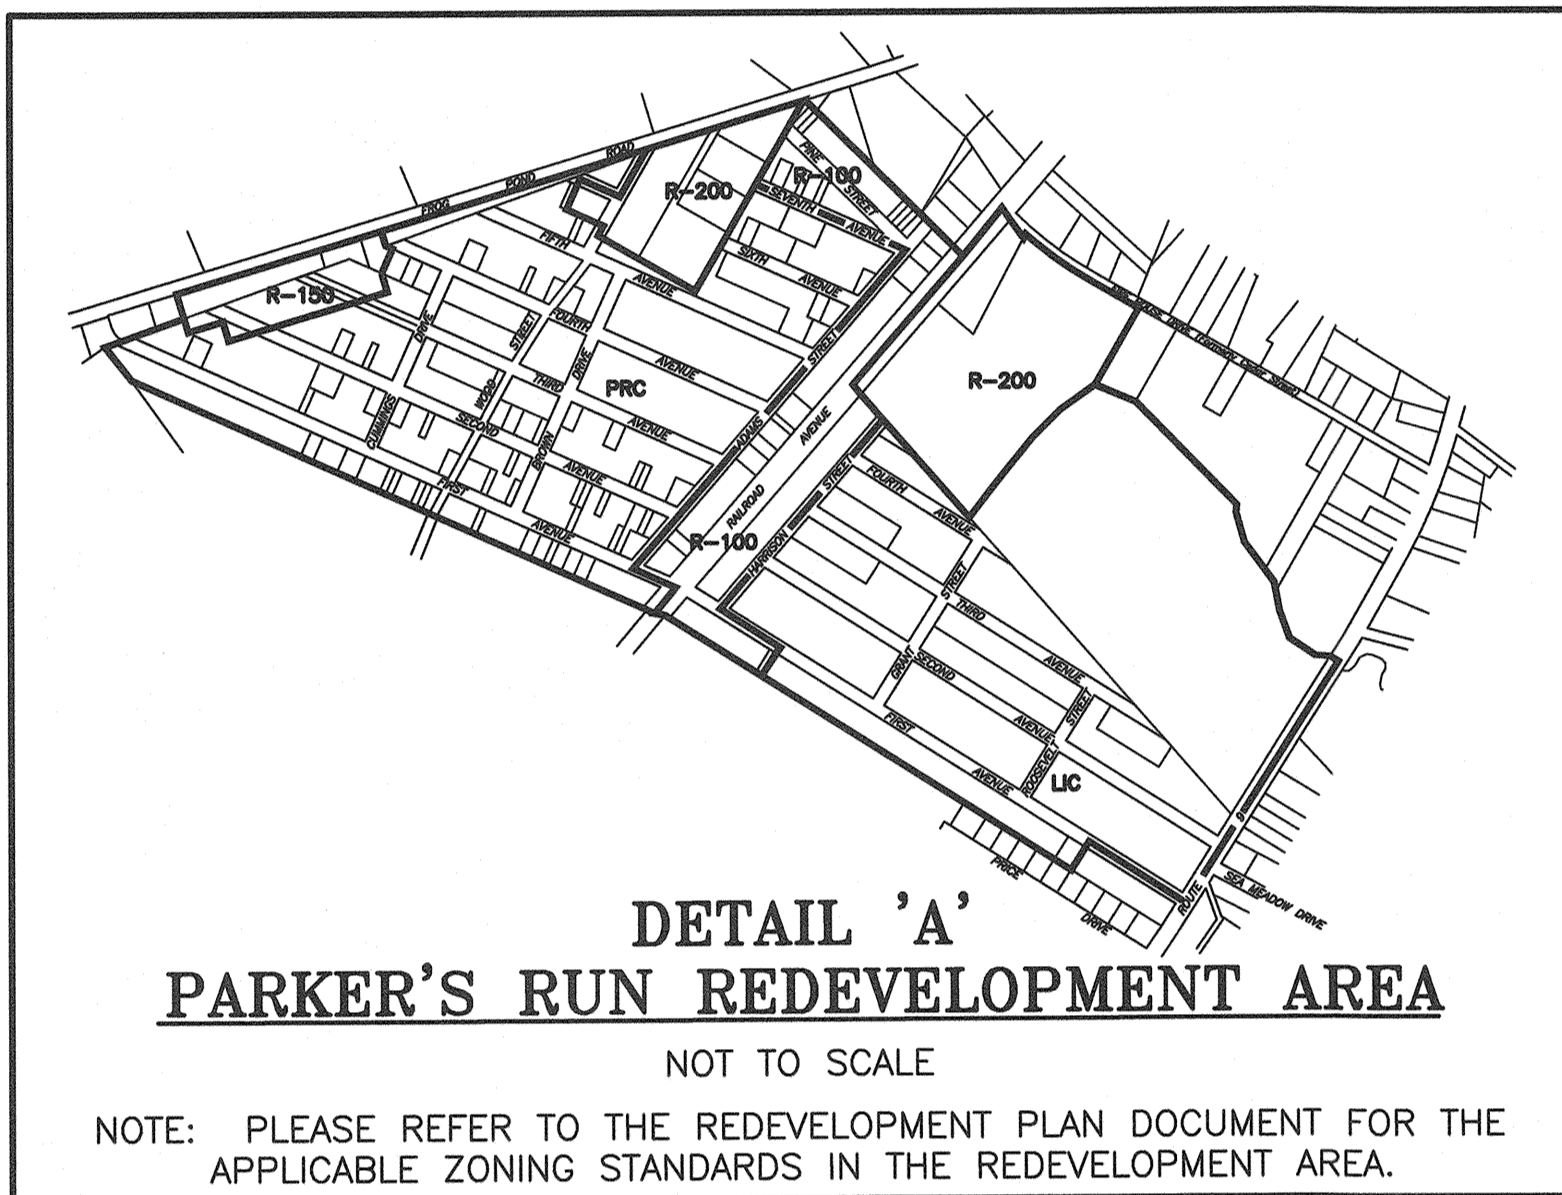 FROG POND ROAD
R-200
R-100
PINE STREET
SEVENTH AVENUE
SIXTH AVENUE
FIFTH AVENUE
R-150
DRIVE
STREET
FOURTH AVENUE
DRIVE
THIRD AVENUE
PRC
STREET
ADAMS
AVENUE
RAILROAD
R-100
CUMMINGS
WOOD
BROWN
SECOND AVENUE
FIRST AVENUE
R-200
HARRISON STREET
FOURTH AVENUE
STREET
GRANT
THIRD AVENUE
SECOND AVENUE
STREET
ROOSEVELT
FIRST AVENUE
LIC
PRICE DRIVE
ROUTE 9
SEA MEADOW DRIVE
DETAIL 'A'
PARKER'S RUN REDEVELOPMENT AREA
NOT TO SCALE
NOTE: PLEASE REFER TO THE REDEVELOPMENT PLAN DOCUMENT FOR THE
APPLICABLE ZONING STANDARDS IN THE REDEVELOPMENT AREA.